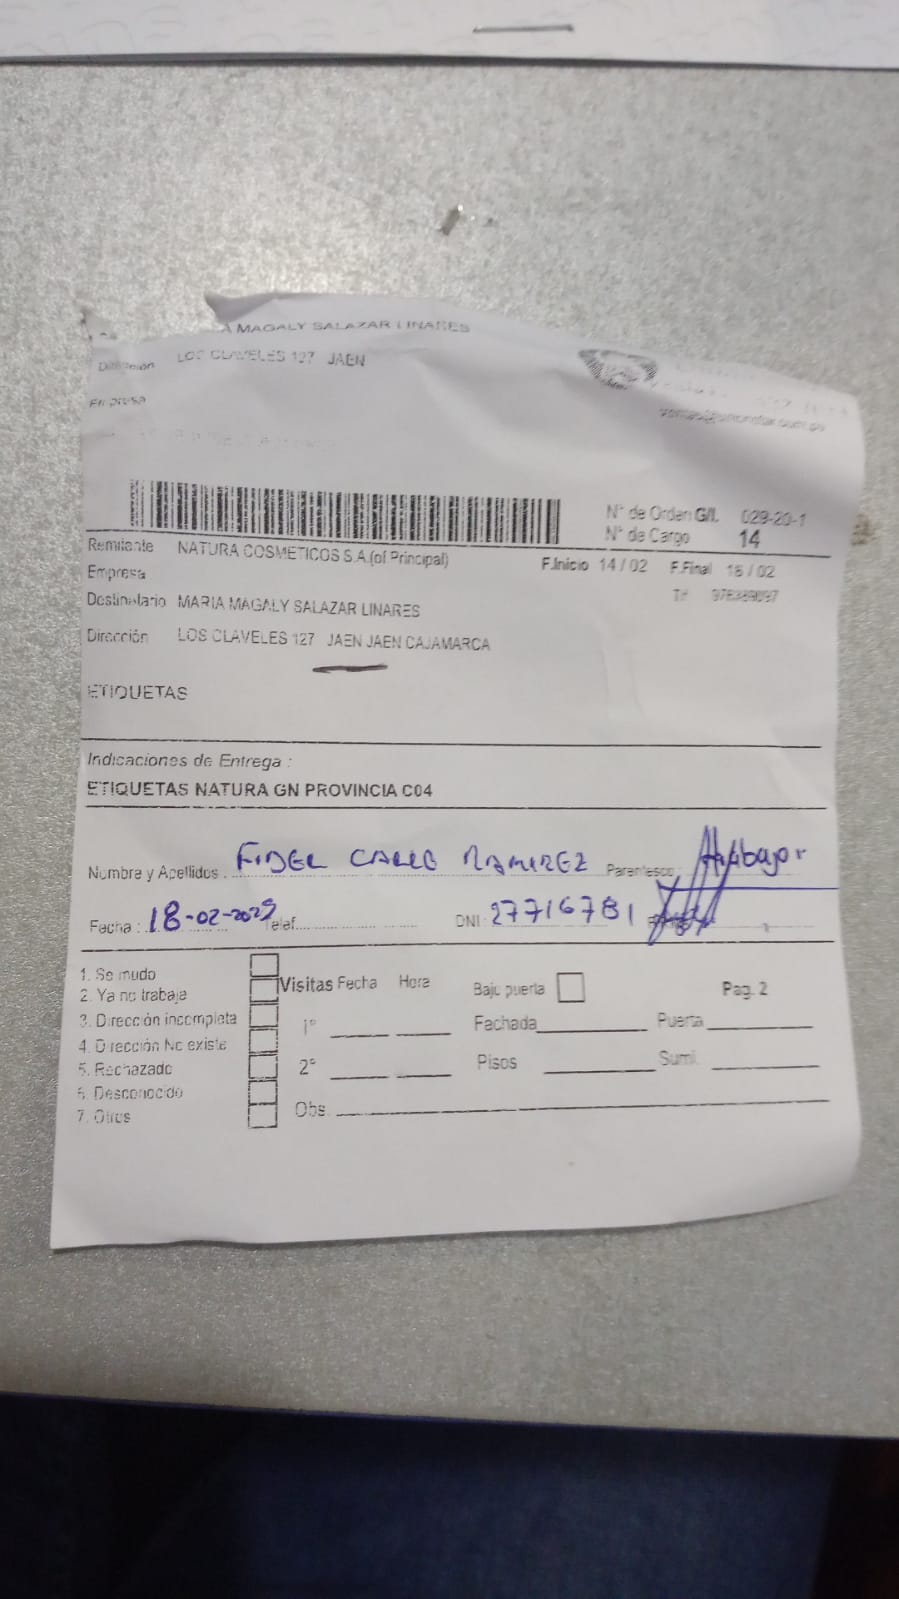 A MAGALY SALAZAR LINARES
Dirección LOS CLAVELES 127 JAEN
Empresa
N° de Orden G/L 029-20-1
N° de Cargo 14
Remitente NATURA COSMETICOS S.A.(of Principal)
F.Inicio 14 / 02 F.Final 18 / 02
Empresa
Destinatario MARIA MAGALY SALAZAR LINARES
Dirección LOS CLAVELES 127 JAEN JAEN CAJAMARCA
ETIQUETAS
Indicaciones de Entrega :
ETIQUETAS NATURA GN PROVINCIA C04
Nombre y Apellidos : FIDEL CALLE RAMIREZ Parentesco
Fecha : 18-02-2025 Telef. DNI : 27716781
1. Se mudo
2. Ya no trabaja
3. Dirección incompleta
4. Dirección No existe
5. Rechazado
6. Desconocido
7. Otros
Visitas Fecha Hora Bajo puerta Pag. 2
1° Fachada Puerta
2° Pisos Sumi.
Obs.